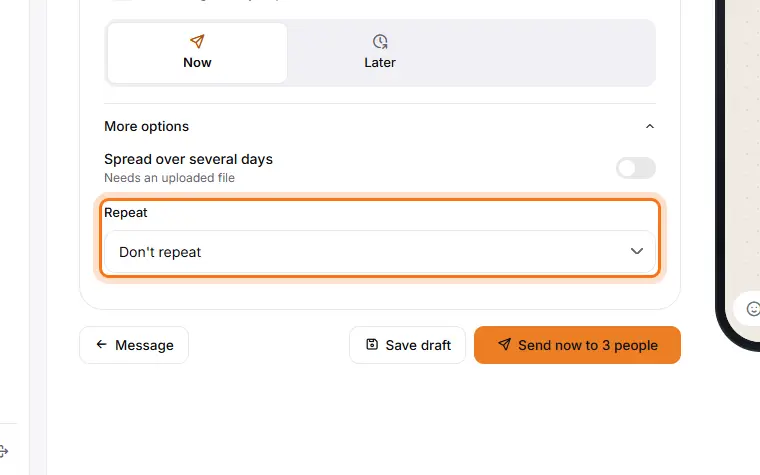 Now
Later
More options
Spread over several days
Needs an uploaded file
Repeat
Don't repeat
Message
Save draft
Send now to 3 people